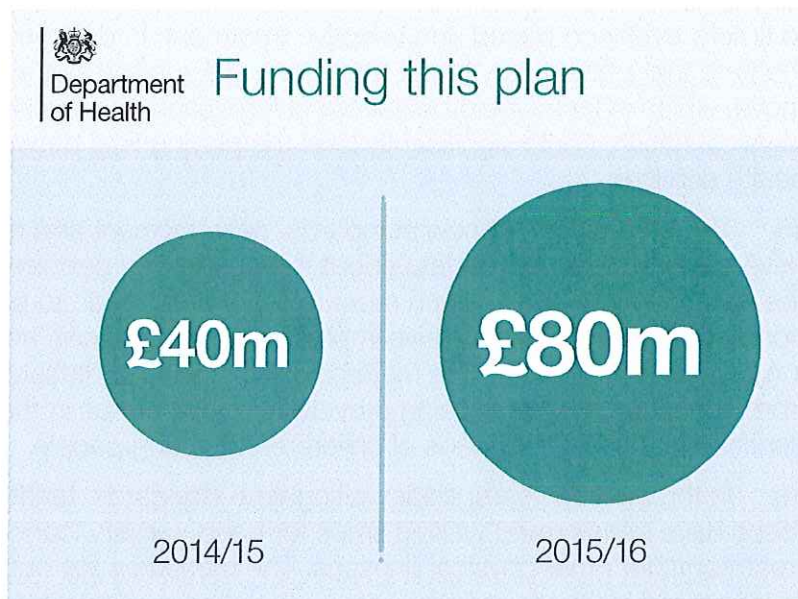 Department
of Health
Funding this plan
£40m
£80m
2014/15
2015/16